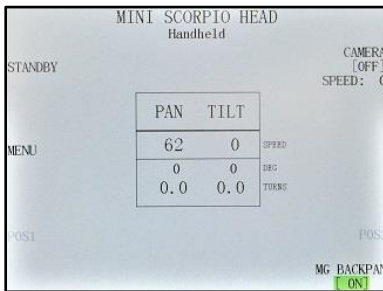 MINI SCORPIO HEAD
Handheld
CAMERA
[OFF]
STANDBY
SPEED:
PAN TILT
MENU
62 0 SPEED
0 0 DEG
0.0 0.0 TURNS
POS1
MG BACKPAN
[ ON]